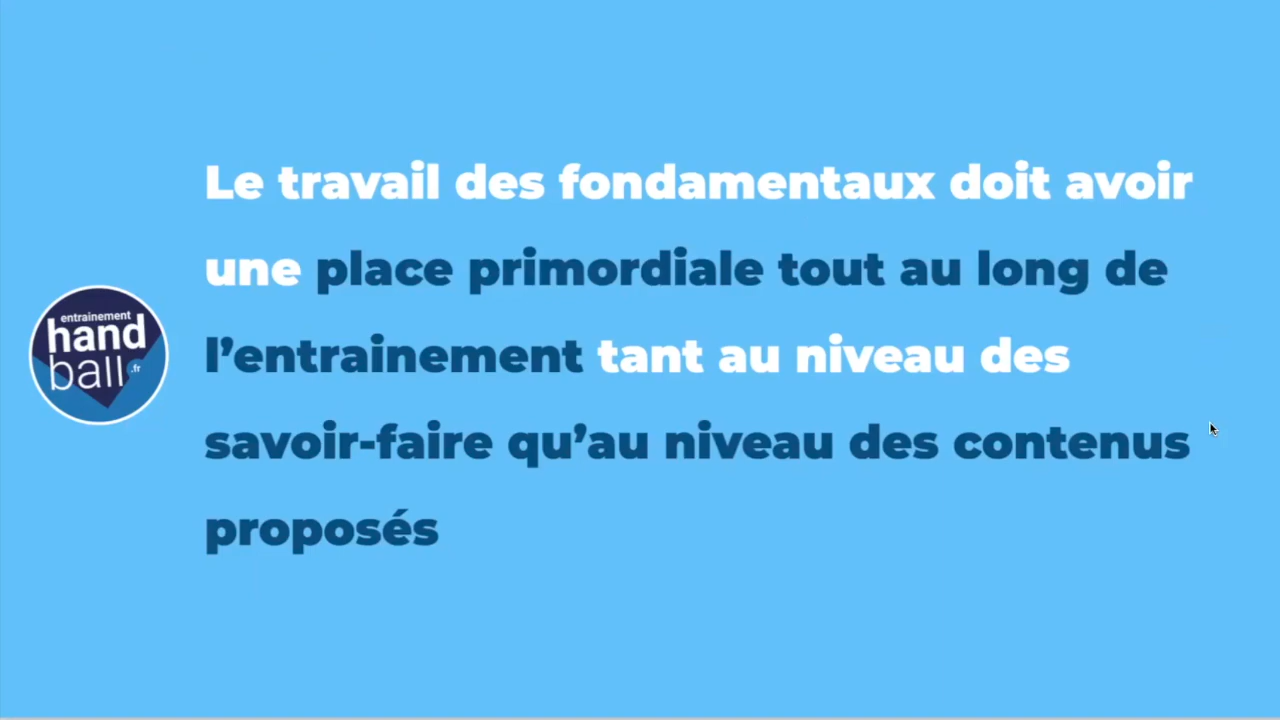 Le travail des fondamentaux doit avoir
une place primordiale tout au long de
l’entrainement tant au niveau des
savoir-faire qu’au niveau des contenus
proposés
entrainement
hand
ball.fr